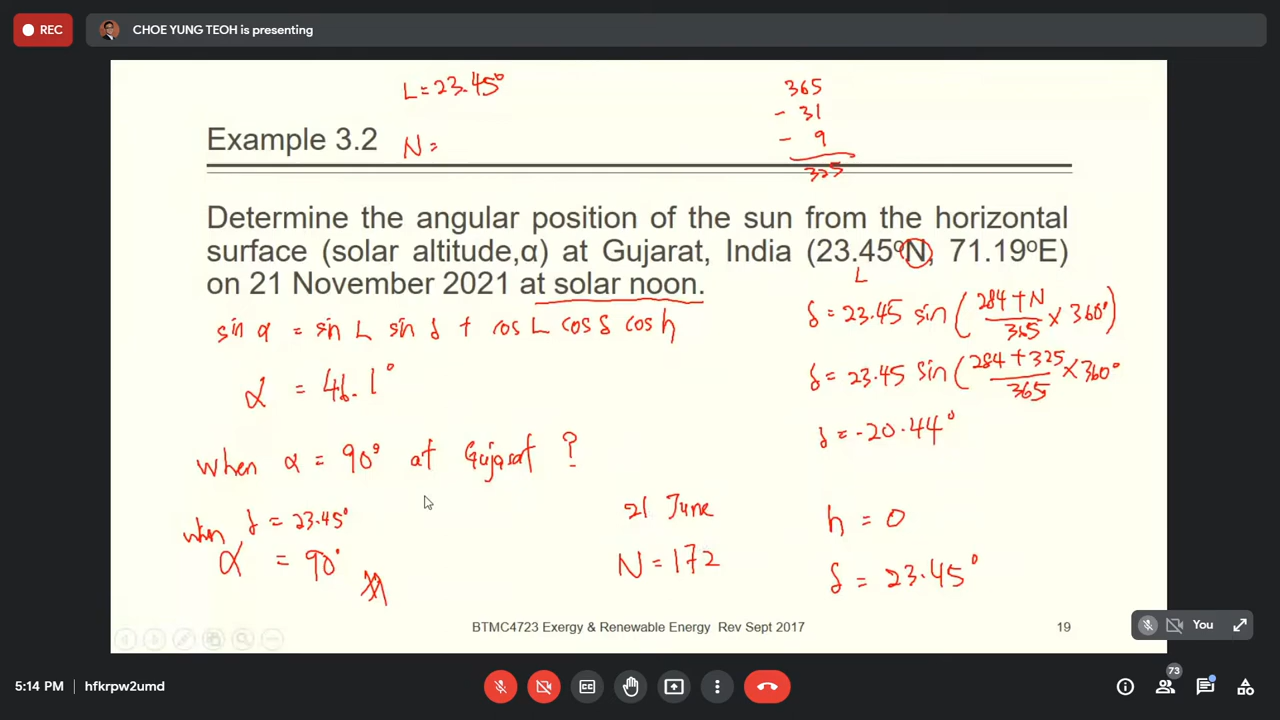 REC
CHOE YUNG TEOH is presenting
L = 23.45°
365
- 31
- 9
325
Example 3.2
N =
Determine the angular position of the sun from the horizontal
surface (solar altitude,α) at Gujarat, India (23.45ºN, 71.19ºE)
L
on 21 November 2021 at solar noon.
sin α = sin L sin δ + cos L cos δ cos h
δ = 23.45 sin ( 284 + N / 365 × 360° )
α = 46.1°
δ = 23.45 sin ( 284 + 325 / 365 × 360°
δ = -20.44°
When α = 90° at Gujarat ?
when δ = 23.45°
α = 90°
21 June
N = 172
h = 0
δ = 23.45°
BTMC4723 Exergy & Renewable Energy Rev Sept 2017
19
You
5:14 PM | hfkrpw2umd
73